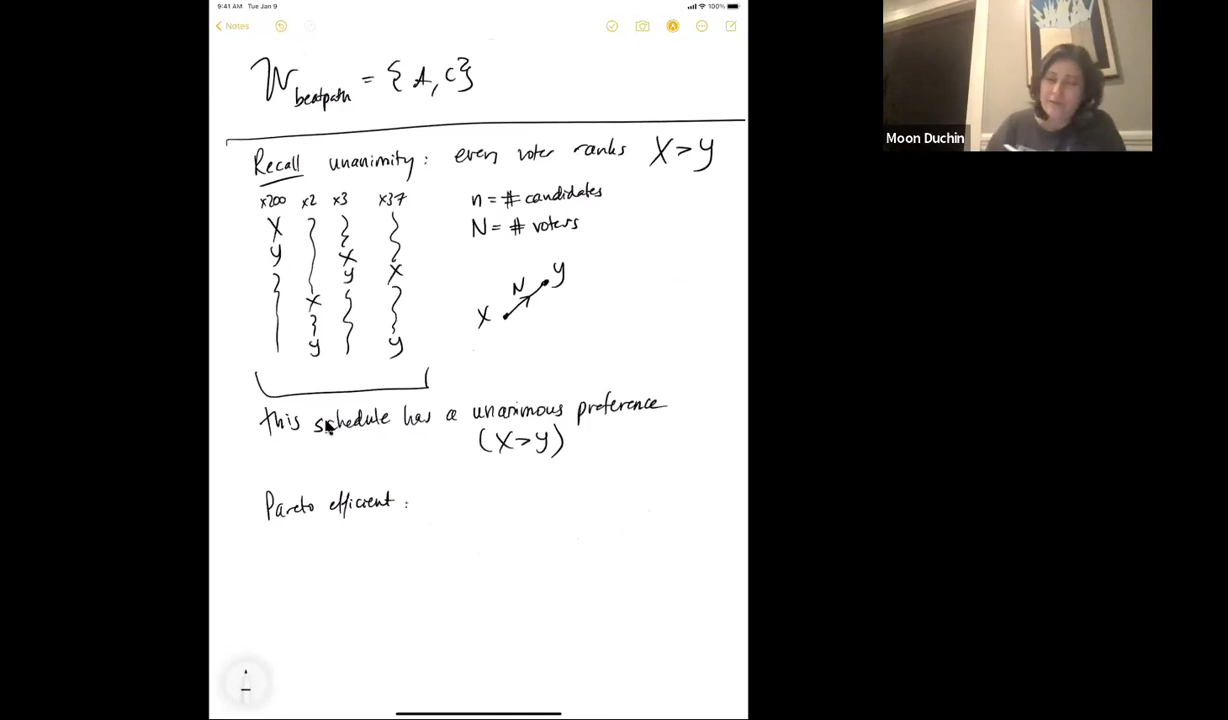 9:41 AM Tue Jan 9
100%
Notes
W beatpath = { A, C }
Recall unanimity : every voter ranks X > Y
x200 x2 x3 x37
n = # candidates
N = # voters
X
Y
X
Y
X
X
Y
Y
X N Y
this schedule has a unanimous preference
(X > Y)
Pareto efficient :
Moon Duchin